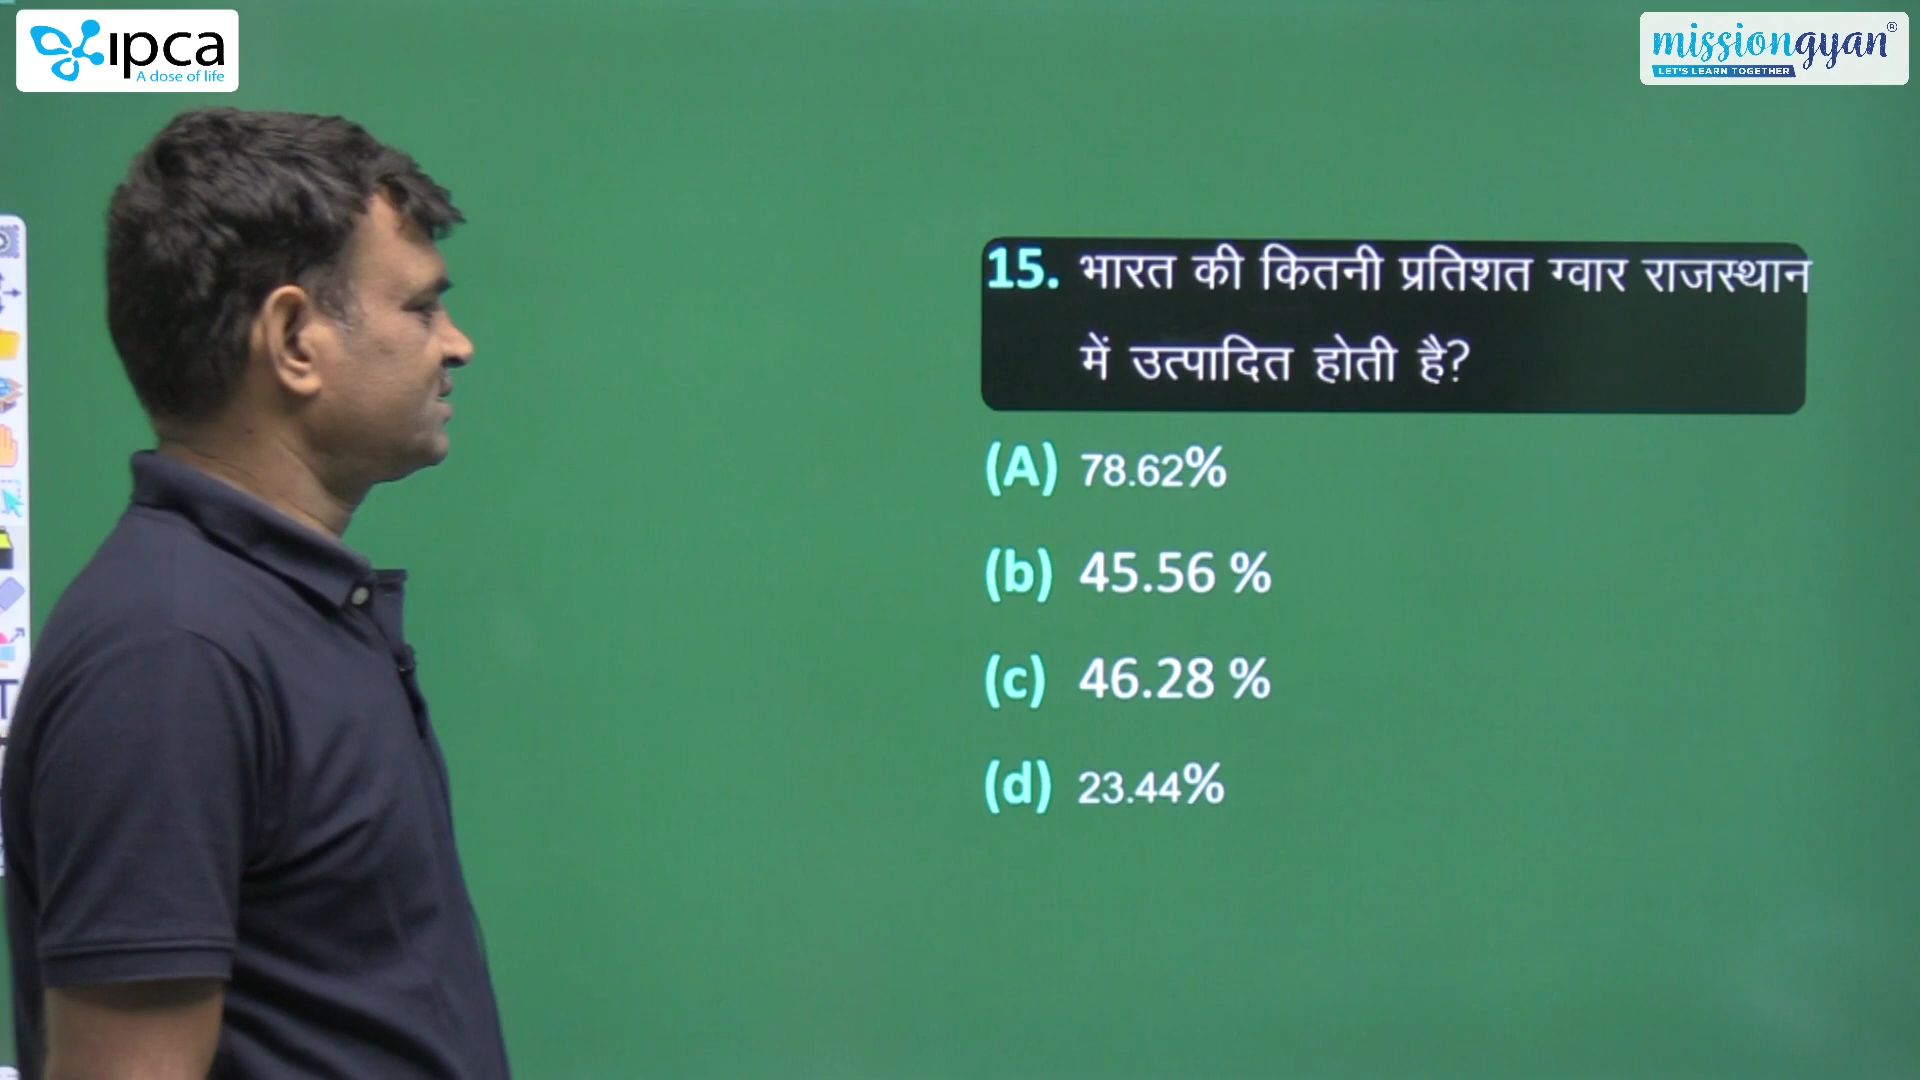 ipca
A dose of life
missiongyan®
LET'S LEARN TOGETHER
15. भारत की कितनी प्रतिशत ग्वार राजस्थान
में उत्पादित होती है?
(A) 78.62%
(b) 45.56 %
(c) 46.28 %
(d) 23.44%
T